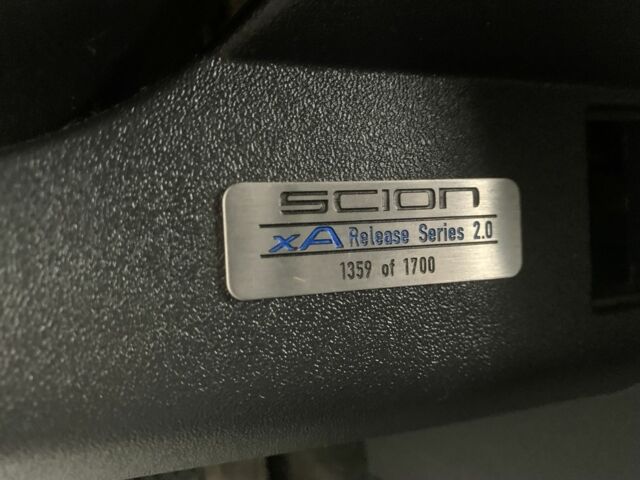 SCION
xA Release Series 2.0
1359 of 1700